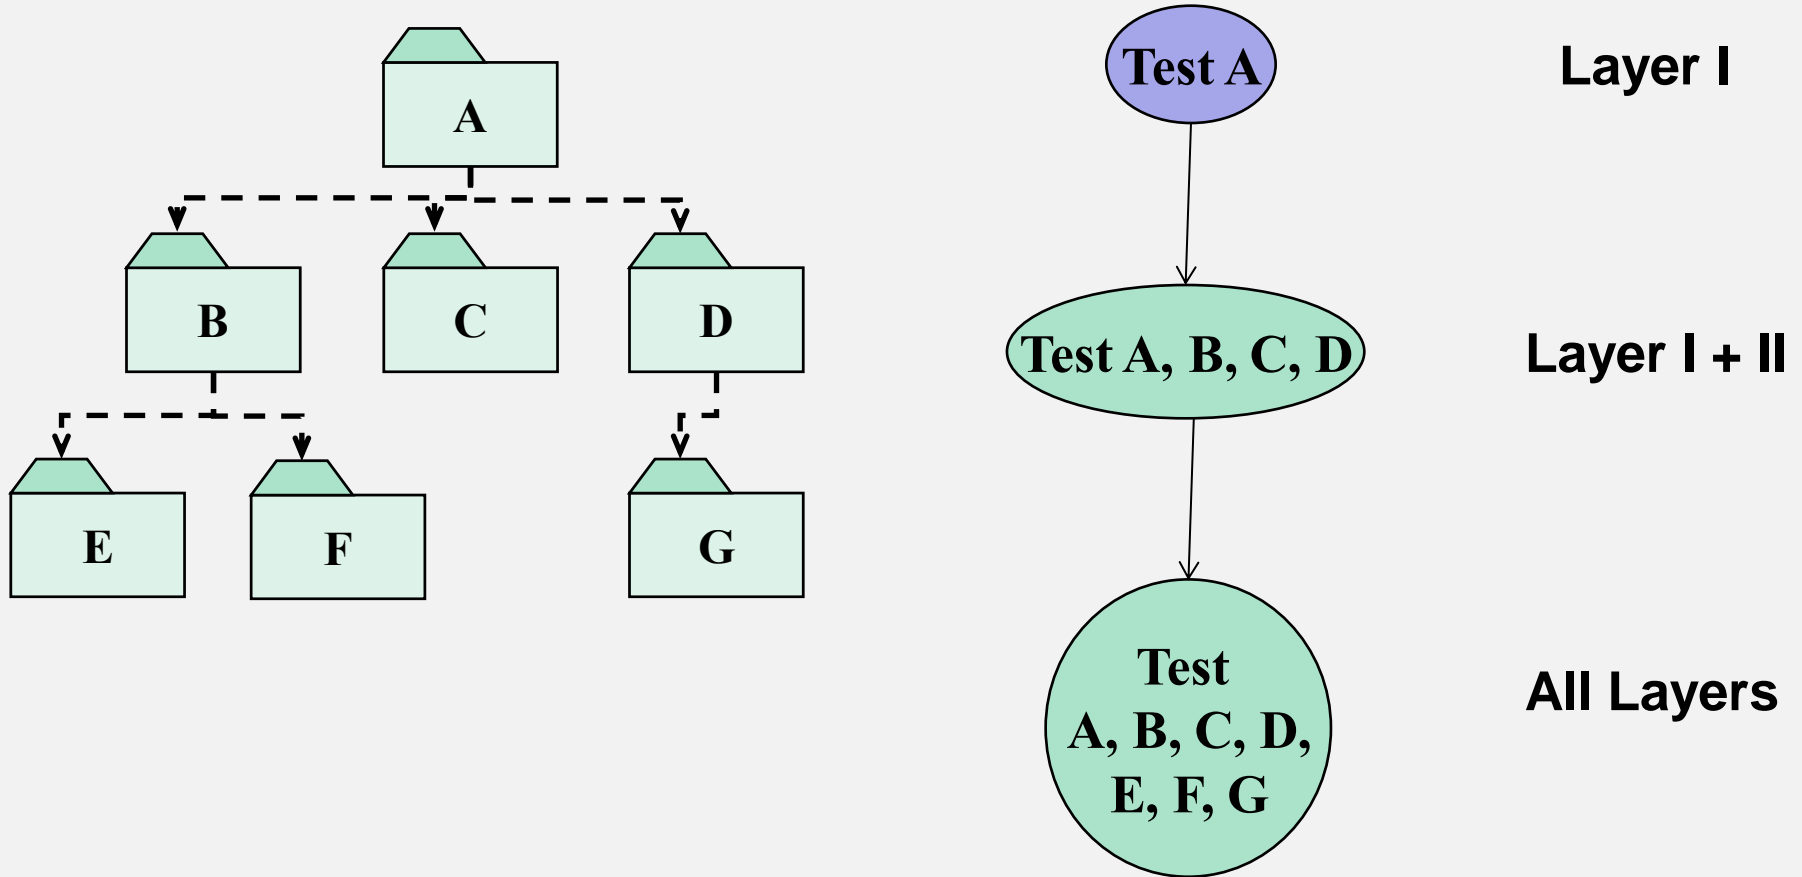 A
B
C
D
E
F
G
Test A
Layer I
Test A, B, C, D
Layer I + II
Test
A, B, C, D,
E, F, G
All Layers